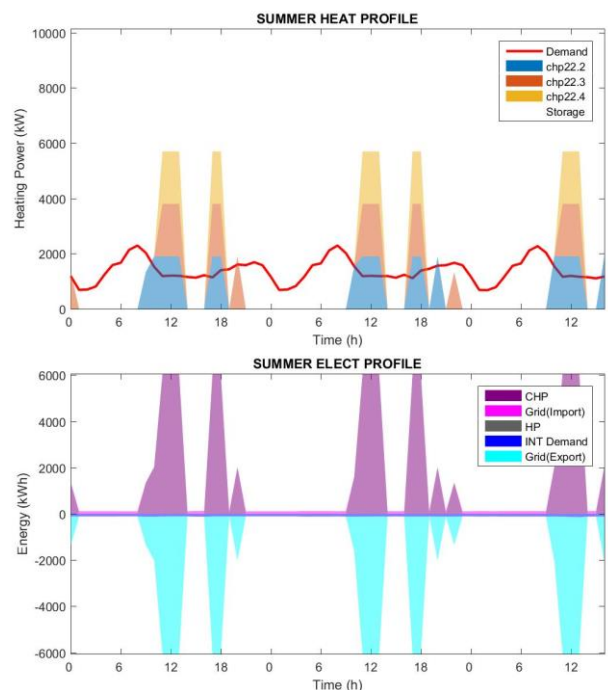 SUMMER HEAT PROFILE
10000
8000
6000
4000
2000
0
Heating Power (kW)
Demand
chp22.2
chp22.3
chp22.4
Storage
0 6 12 18 0 6 12 18 0 6 12
Time (h)
SUMMER ELECT PROFILE
6000
4000
2000
0
-2000
-4000
-6000
Energy (kWh)
CHP
Grid(Import)
HP
INT Demand
Grid(Export)
0 6 12 18 0 6 12 18 0 6 12
Time (h)